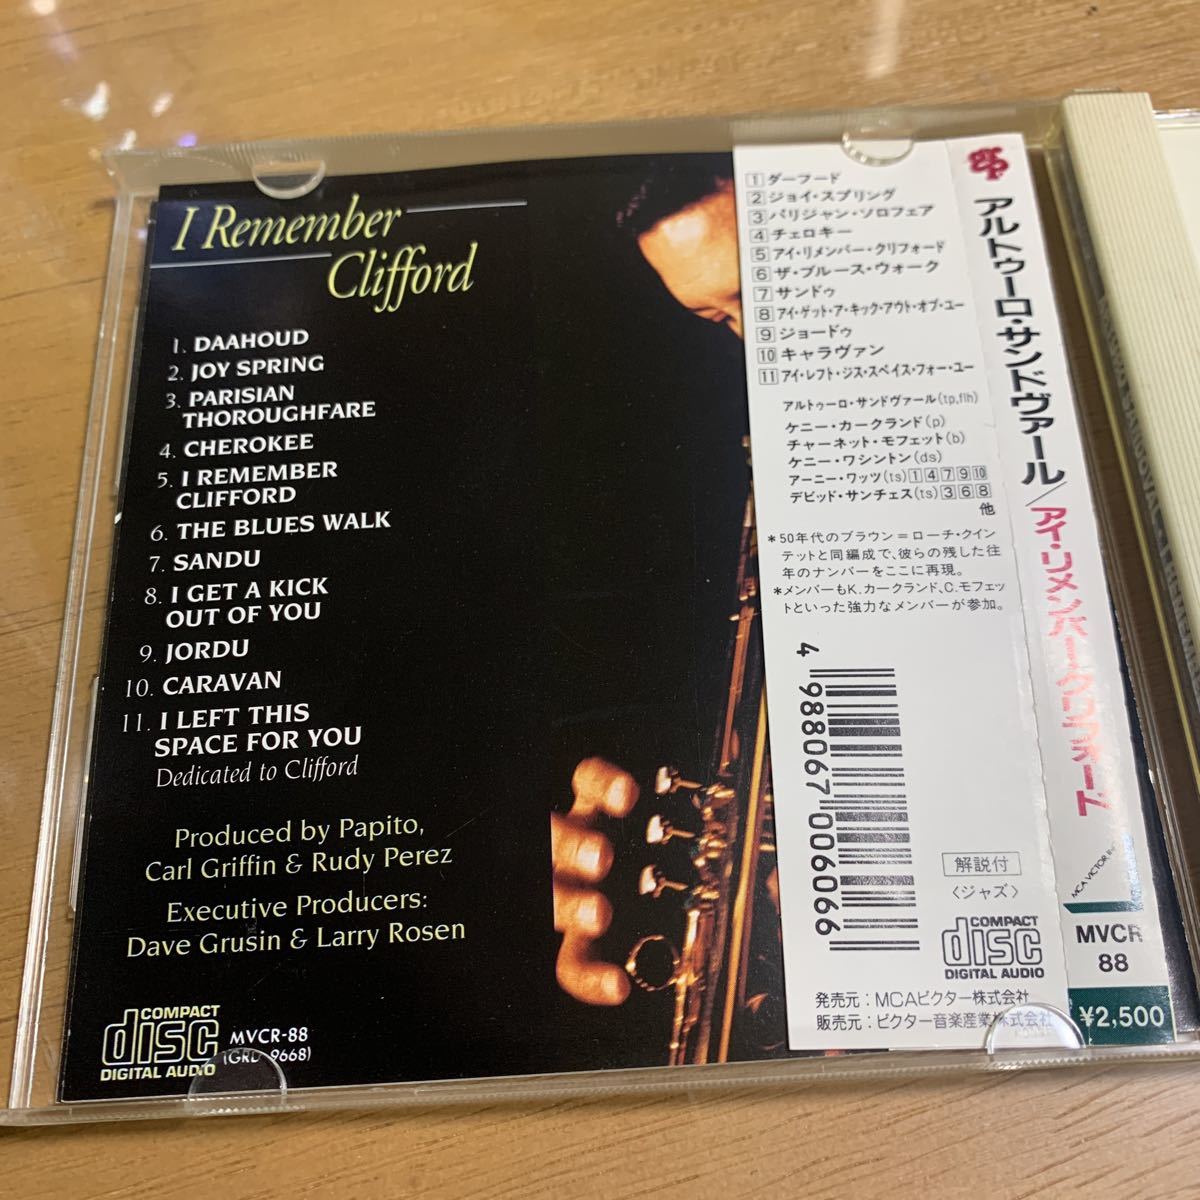 I Remember
Clifford
1. DAAHOUD
2. JOY SPRING
3. PARISIAN
THOROUGHFARE
4. CHEROKEE
5. I REMEMBER
CLIFFORD
6. THE BLUES WALK
7. SANDU
8. I GET A KICK
OUT OF YOU
9. JORDU
10. CARAVAN
11. I LEFT THIS
SPACE FOR YOU
Dedicated to Clifford
Produced by Papito,
Carl Griffin & Rudy Perez
Executive Producers:
Dave Grusin & Larry Rosen
COMPACT
disc
DIGITAL AUDIO
MVCR-88
(GRD-9668)
1 ダーフード
2 ジョイ・スプリング
3 パリジャン・ソロフェア
4 チェロキー
5 アイ・リメンバー・クリフォード
6 ザ・ブルース・ウォーク
7 サンドゥ
8 アイ・ゲット・ア・キック・アウト・オブ・ユー
9 ジョードゥ
10 キャラヴァン
11 アイ・レフト・ジス・スペイス・フォー・ユー
アルトゥーロ・サンドヴァール(tp,flh)
ケニー・カークランド(p)
チャーネット・モフェット(b)
ケニー・ワシントン(ds)
アーニー・ワッツ(ts) 1 4 7 9 10
デビッド・サンチェス(ts) 3 6 8
他
*50年代のブラウン=ローチ・クイン
テットと同編成で、彼らの残した往
年のナンバーをここに再現。
*メンバーもK.カークランド、C.モフェッ
トといった強力なメンバーが参加。
4 988067 006066
解説付
〈ジャズ〉
COMPACT
disc
DIGITAL AUDIO
発売元:MCAビクター株式会社
販売元:ビクター音楽産業株式会社
GRP
アルトゥーロ・サンドヴァール/アイ・リメンバー・クリフォード
MCA VICTOR
MVCR
88
¥2,500